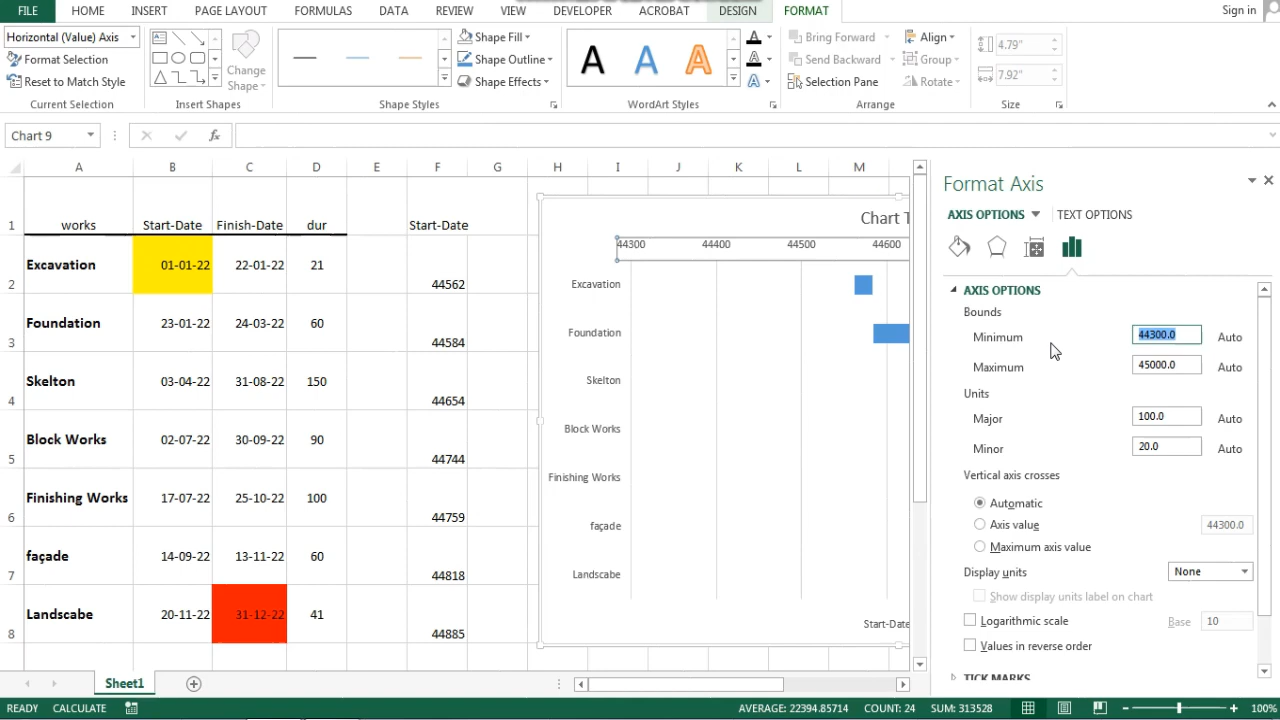 FILE HOME INSERT PAGE LAYOUT FORMULAS DATA REVIEW VIEW DEVELOPER ACROBAT DESIGN FORMAT Sign in
Horizontal (Value) Axis
Format Selection
Reset to Match Style
Current Selection
Change
Shape
Insert Shapes
Shape Fill
Shape Outline
Shape Effects
Shape Styles
A A A
A
A
A
WordArt Styles
Bring Forward
Send Backward
Selection Pane
Align
Group
Rotate
Arrange
4.79"
7.92"
Size
Chart 9
fx
A B C D E F G H I J K L M
1 works Start-Date Finish-Date dur Start-Date
2 Excavation 01-01-22 22-01-22 21 44562
3 Foundation 23-01-22 24-03-22 60 44584
4 Skelton 03-04-22 31-08-22 150 44654
5 Block Works 02-07-22 30-09-22 90 44744
6 Finishing Works 17-07-22 25-10-22 100 44759
7 façade 14-09-22 13-11-22 60 44818
8 Landscabe 20-11-22 31-12-22 41 44885
Chart T
44300 44400 44500 44600
Excavation
Foundation
Skelton
Block Works
Finishing Works
façade
Landscabe
Start-Date
Format Axis
AXIS OPTIONS TEXT OPTIONS
AXIS OPTIONS
Bounds
Minimum 44300.0 Auto
Maximum 45000.0 Auto
Units
Major 100.0 Auto
Minor 20.0 Auto
Vertical axis crosses
Automatic
Axis value 44300.0
Maximum axis value
Display units None
Show display units label on chart
Logarithmic scale Base 10
Values in reverse order
TICK MARKS
Sheet1
READY CALCULATE AVERAGE: 22394.85714 COUNT: 24 SUM: 313528 100%